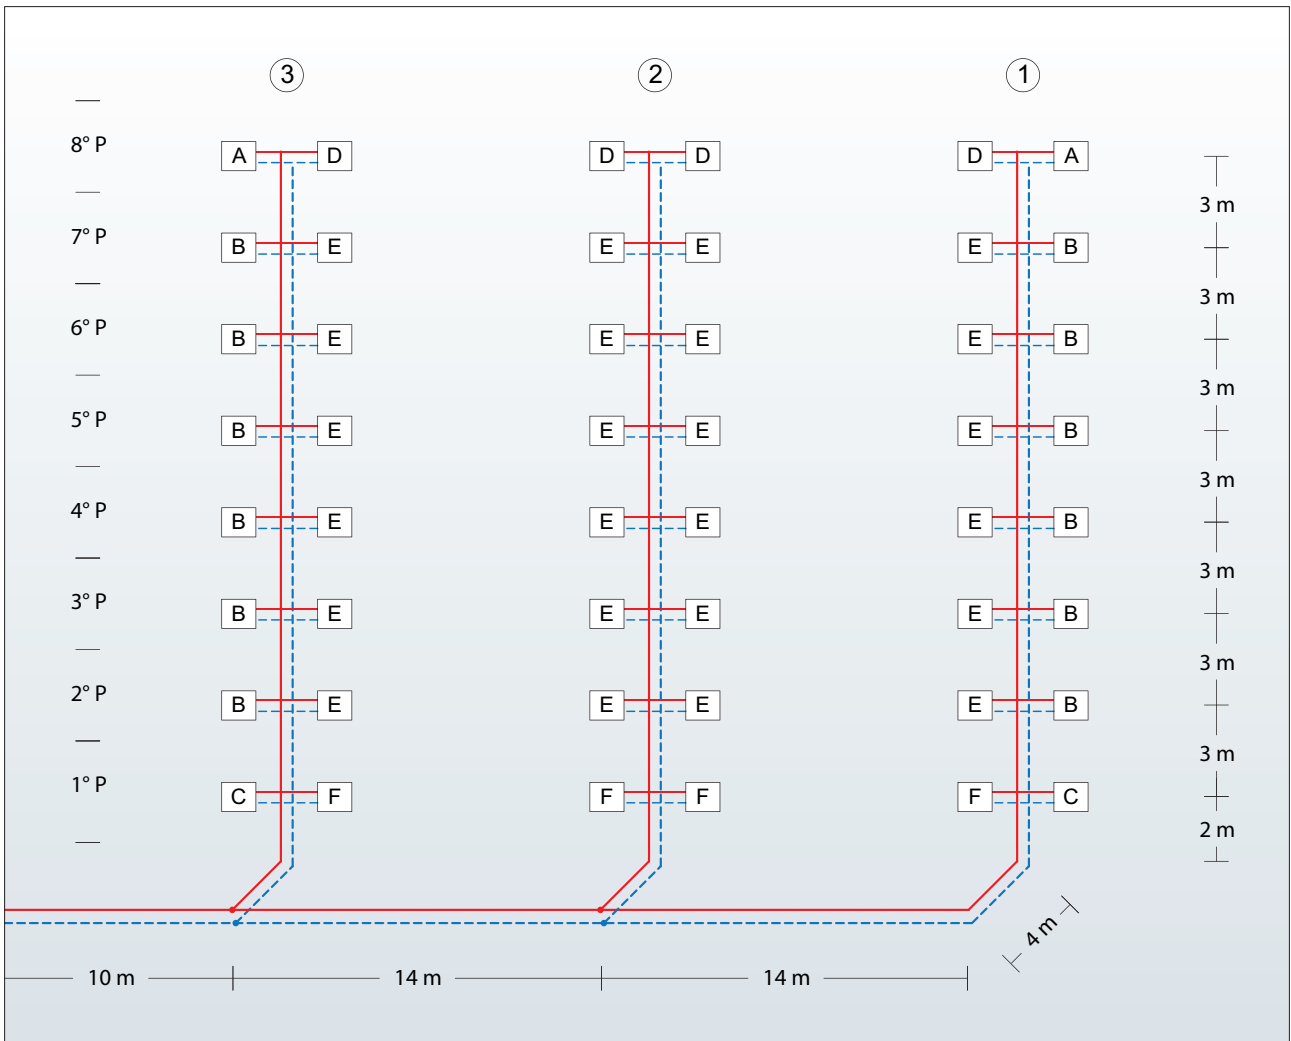 3 2 1
8° P A D D D D A
3 m
7° P B E E E E B
3 m
6° P B E E E E B
3 m
5° P B E E E E B
3 m
4° P B E E E E B
3 m
3° P B E E E E B
3 m
2° P B E E E E B
3 m
1° P C F F F F C
2 m
4 m
10 m 14 m 14 m